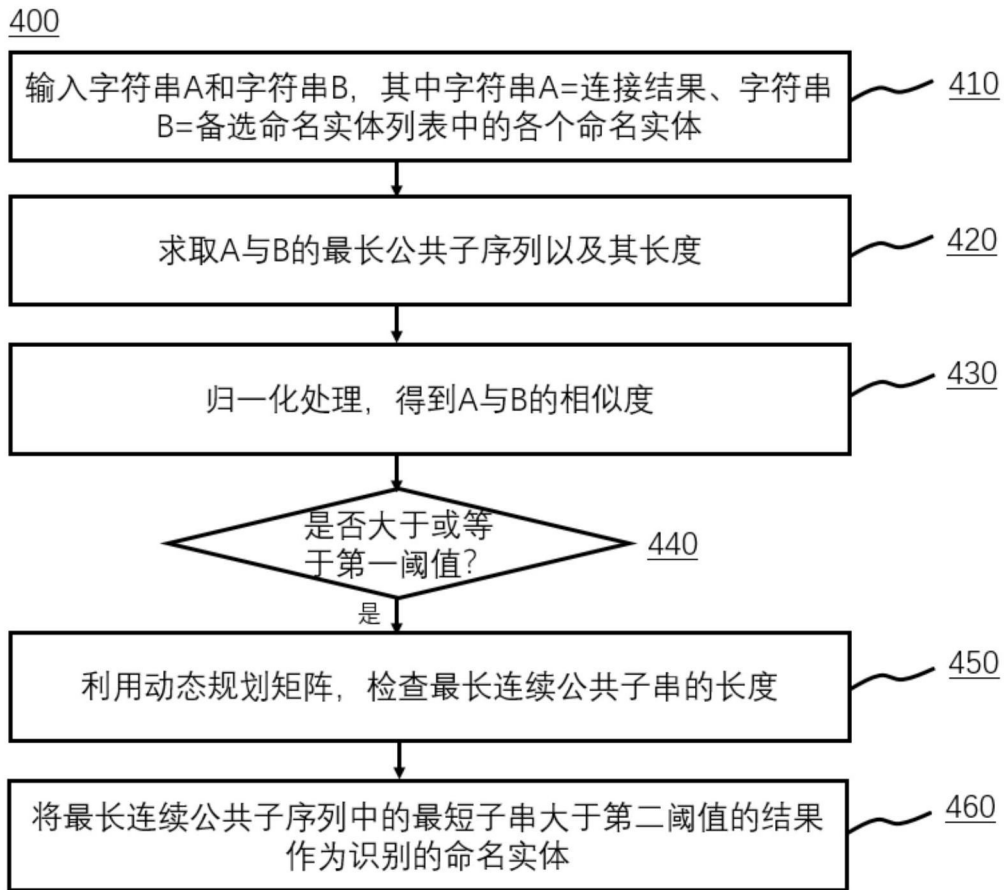 400
输入字符串A和字符串B，其中字符串A=连接结果、字符串
B=备选命名实体列表中的各个命名实体
410
求取A与B的最长公共子序列以及其长度
420
归一化处理，得到A与B的相似度
430
是否大于或等
于第一阈值？
440
是
利用动态规划矩阵，检查最长连续公共子串的长度
450
将最长连续公共子序列中的最短子串大于第二阈值的结果
作为识别的命名实体
460